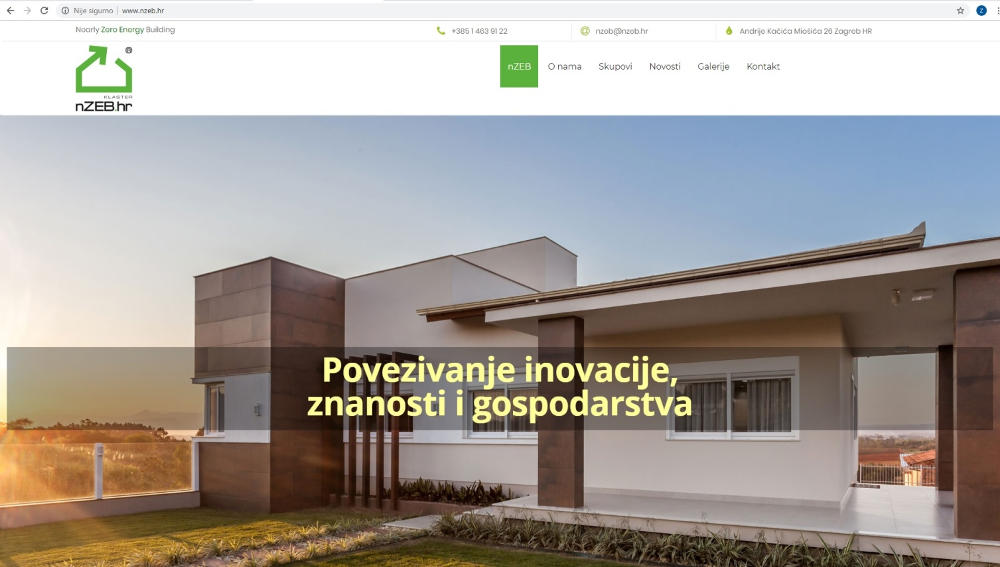 Nije sigurno | www.nzeb.hr
Z
Nearly Zero Energy Building
+385 1 463 91 22
nzeb@nzeb.hr
Andrije Kačića Miošića 26 Zagreb HR
®
KLASTER
nZEB.hr
nZEB
O nama
Skupovi
Novosti
Galerije
Kontakt
Povezivanje inovacije,
znanosti i gospodarstva